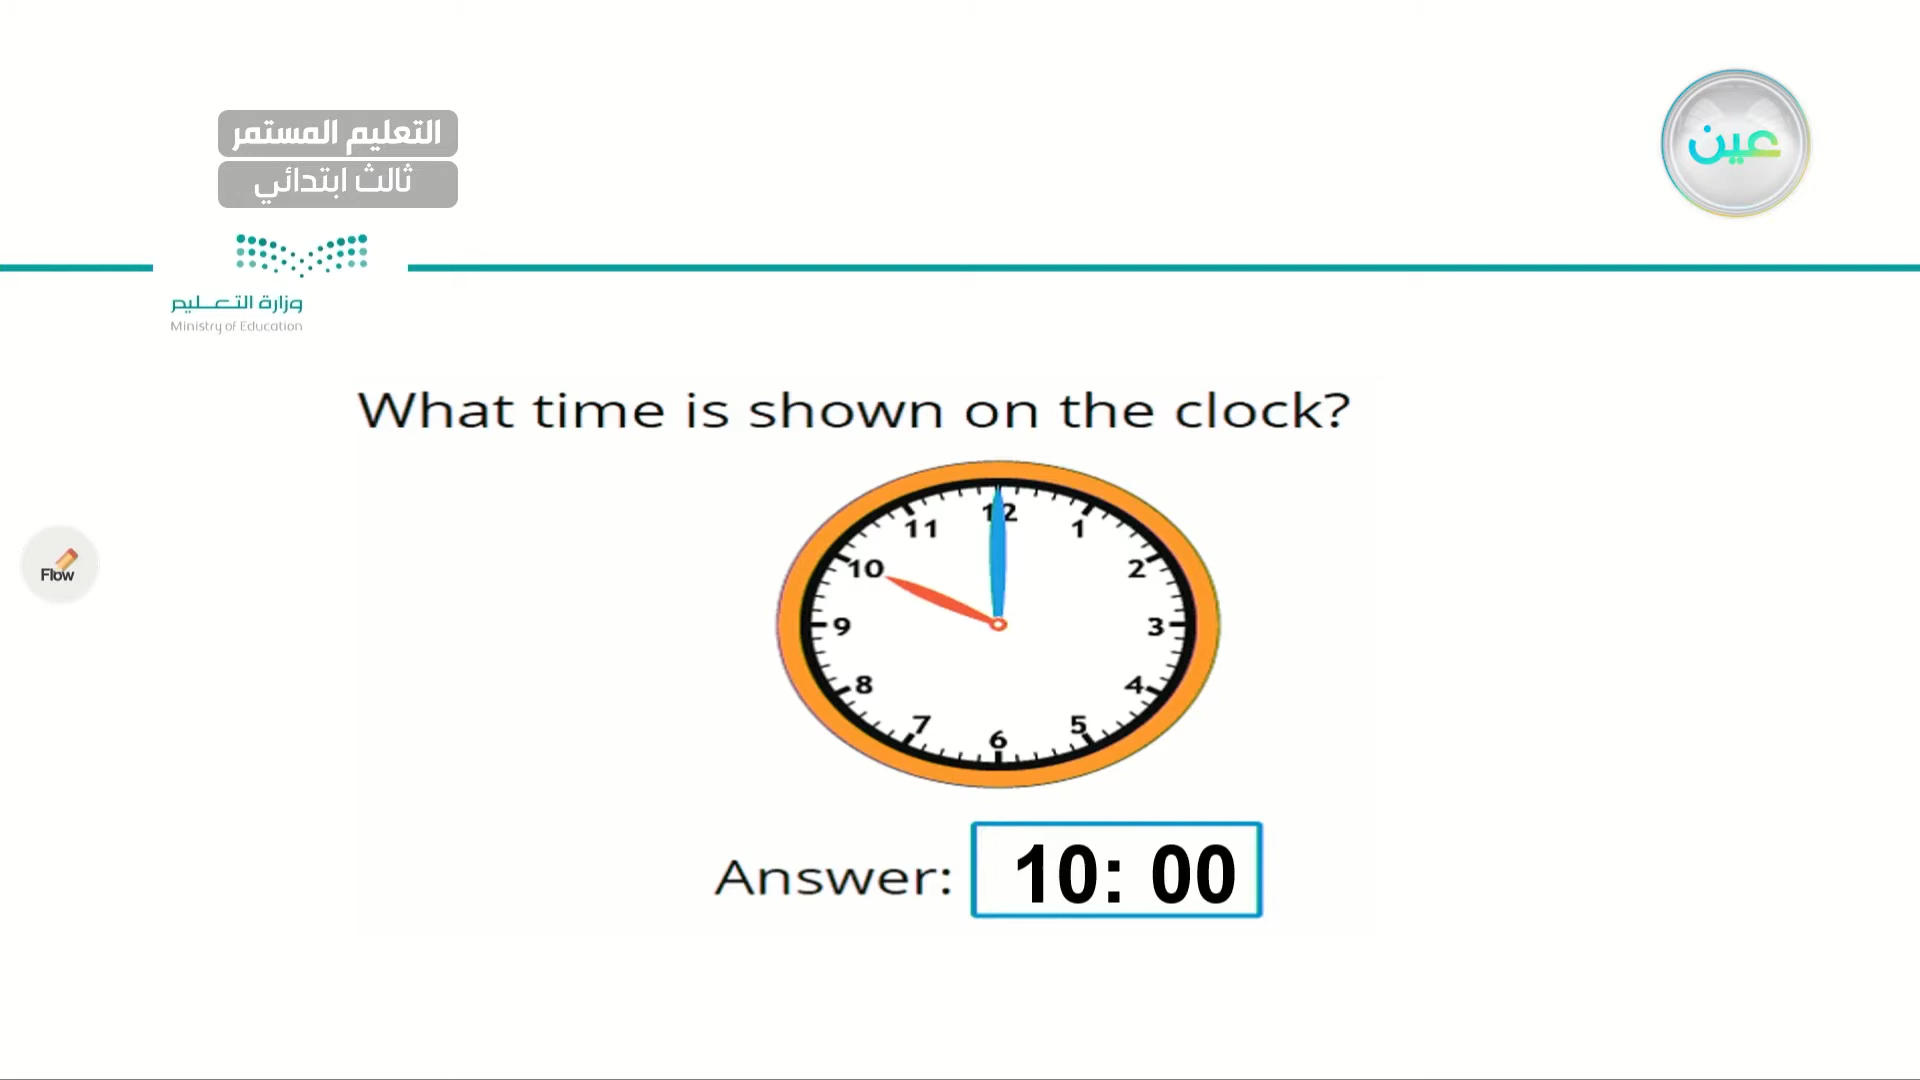 التعليم المستمر
ثالث ابتدائي
عين
وزارة التعليم
Ministry of Education
What time is shown on the clock?
12
11
1
10
2
9
3
8
4
7
5
6
Flow
Answer: 10: 00